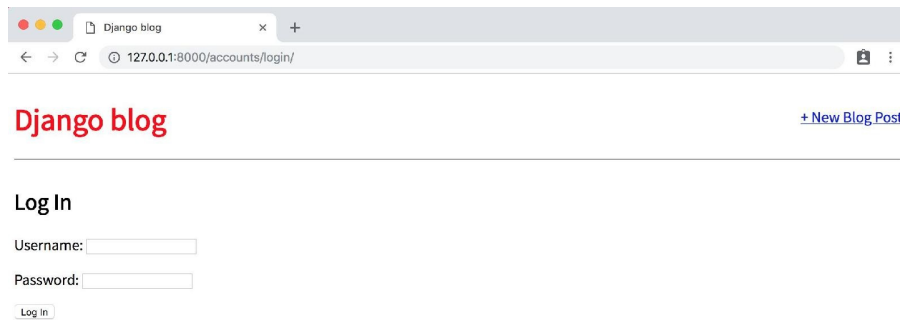 Django blog
127.0.0.1:8000/accounts/login/
Django blog
+ New Blog Post
Log In
Username:
Password:
Log In